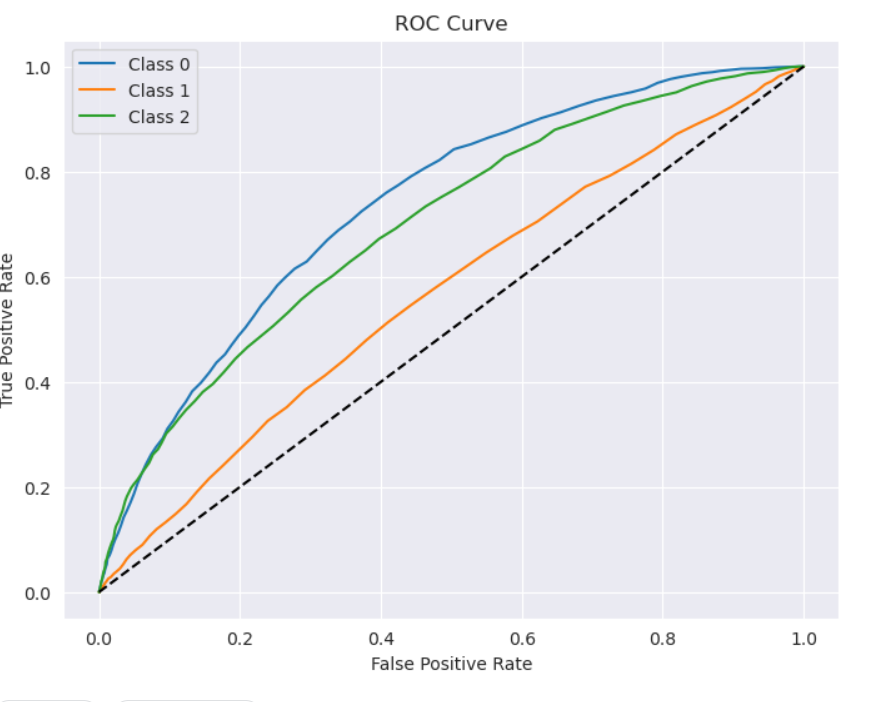 ROC Curve
Class 0
Class 1
Class 2
1.0
0.8
0.6
0.4
0.2
0.0
True Positive Rate
0.0 0.2 0.4 0.6 0.8 1.0
False Positive Rate